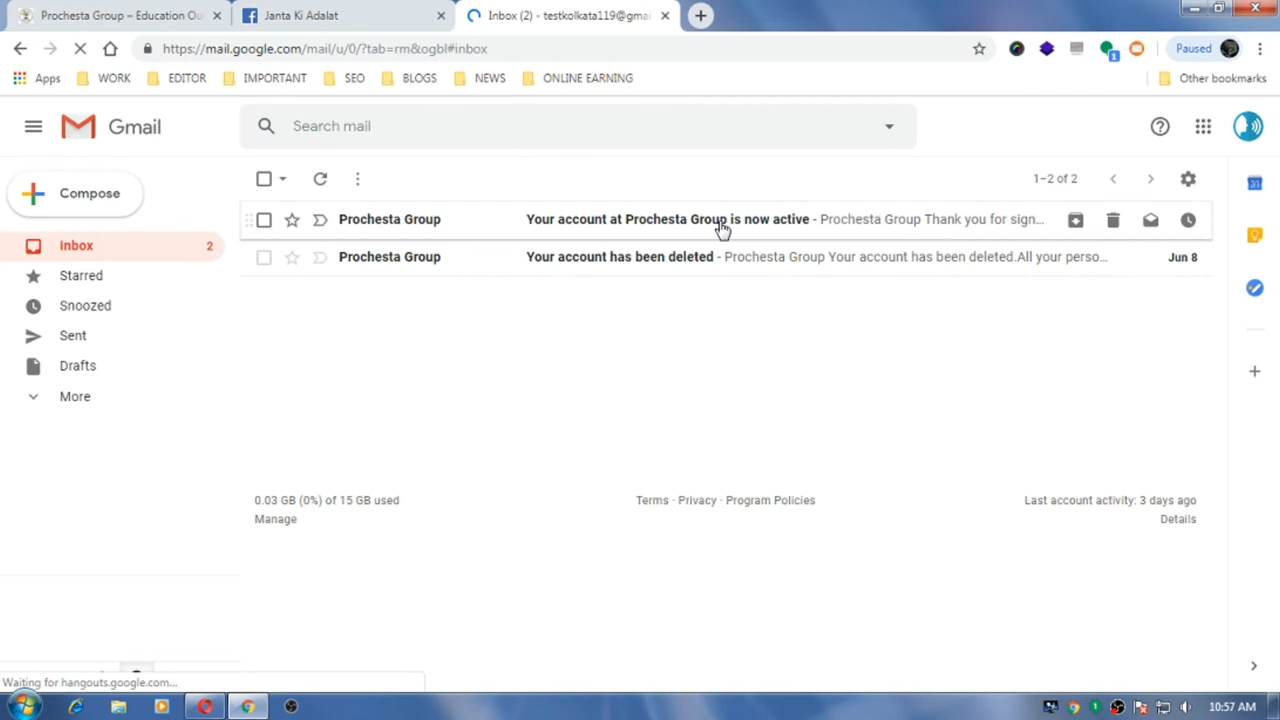 Prochesta Group – Education Ou
Janta Ki Adalat
Inbox (2) - testkolkata119@gma
https://mail.google.com/mail/u/0/?tab=rm&ogbl#inbox
1
Paused
Apps WORK EDITOR IMPORTANT SEO BLOGS NEWS ONLINE EARNING Other bookmarks
Gmail
Search mail
Compose
1–2 of 2
Prochesta Group Your account at Prochesta Group is now active - Prochesta Group Thank you for sign...
Inbox 2
Prochesta Group Your account has been deleted - Prochesta Group Your account has been deleted.All your perso... Jun 8
Starred
Snoozed
Sent
Drafts
More
0.03 GB (0%) of 15 GB used
Manage
Terms · Privacy · Program Policies
Last account activity: 3 days ago
Details
31
Waiting for hangouts.google.com...
10:57 AM